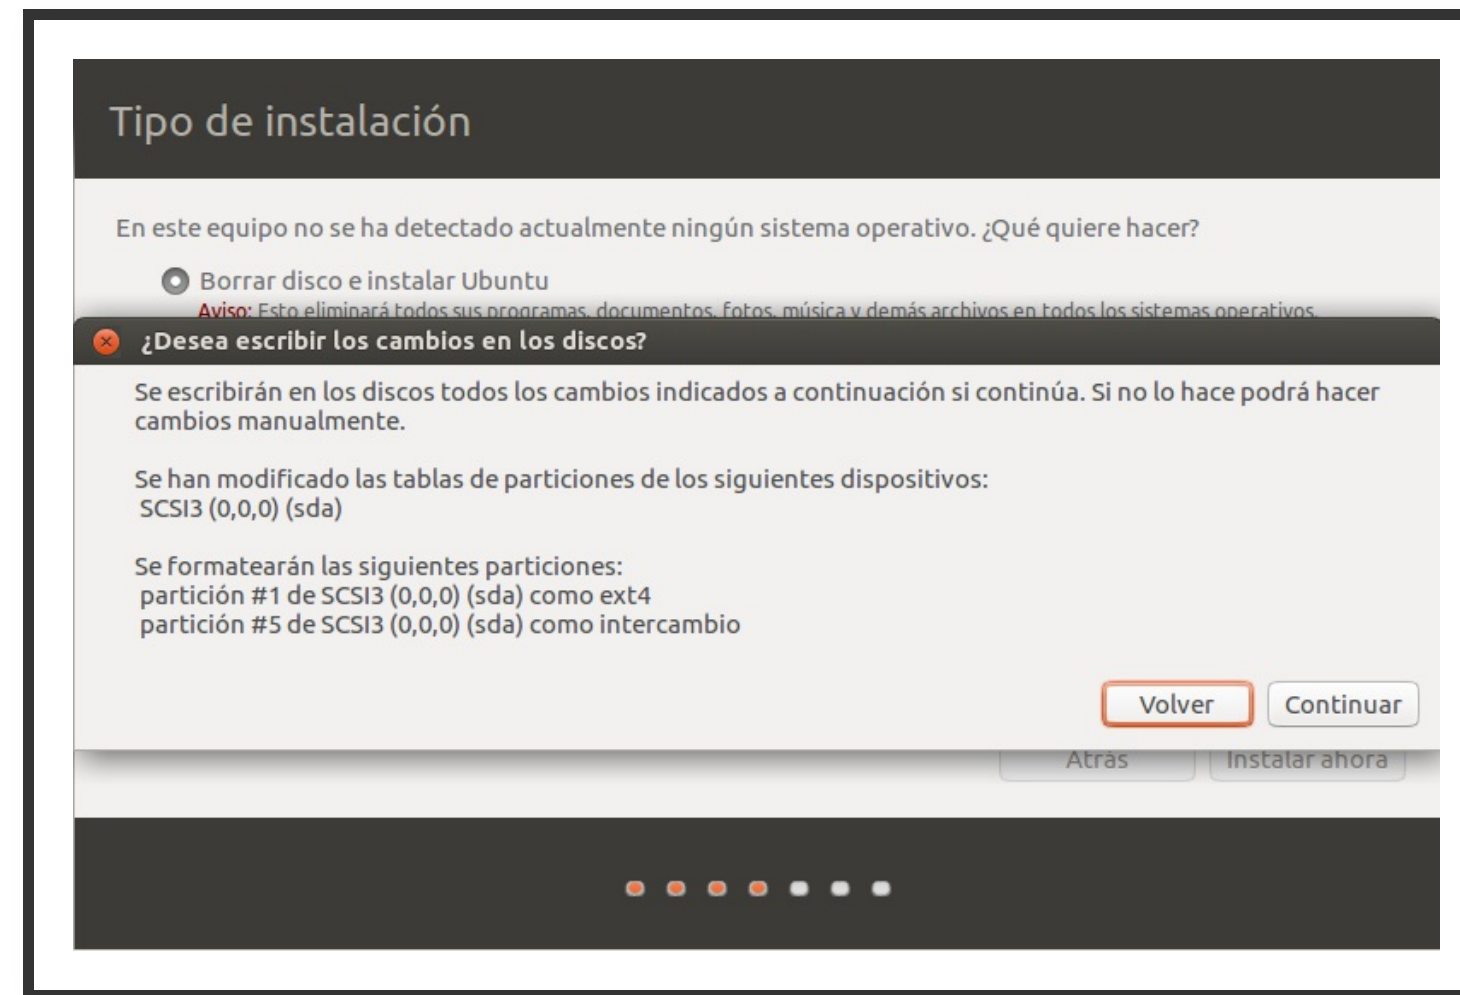 Tipo de instalación
En este equipo no se ha detectado actualmente ningún sistema operativo. ¿Qué quiere hacer?
Borrar disco e instalar Ubuntu
Aviso: Esto eliminará todos sus programas, documentos, fotos, música y demás archivos en todos los sistemas operativos.
¿Desea escribir los cambios en los discos?
Se escribirán en los discos todos los cambios indicados a continuación si continúa. Si no lo hace podrá hacer
cambios manualmente.
Se han modificado las tablas de particiones de los siguientes dispositivos:
SCSI3 (0,0,0) (sda)
Se formatearán las siguientes particiones:
partición #1 de SCSI3 (0,0,0) (sda) como ext4
partición #5 de SCSI3 (0,0,0) (sda) como intercambio
Volver Continuar
Atrás Instalar ahora